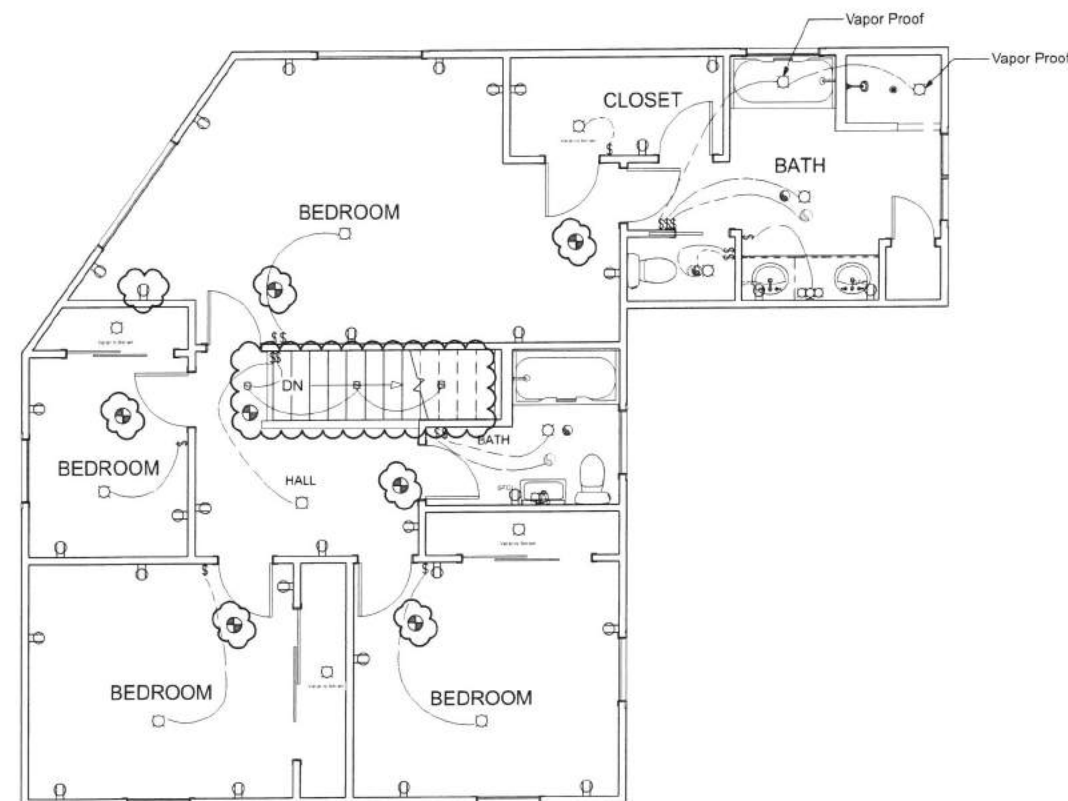 Vapor Proof
Vapor Proof
CLOSET
BATH
BEDROOM
DN
BATH
BEDROOM
HALL
BEDROOM
BEDROOM